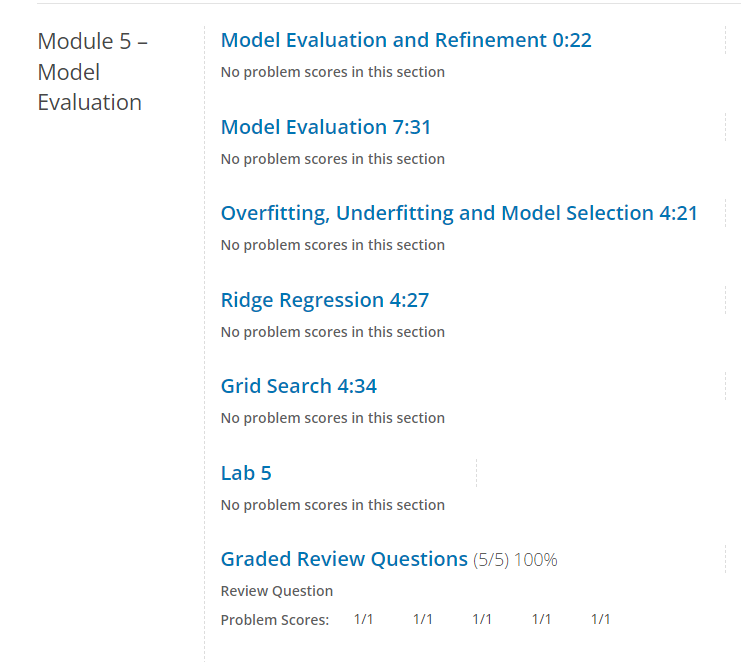 Module 5 –
Model
Evaluation
Model Evaluation and Refinement 0:22
No problem scores in this section
Model Evaluation 7:31
No problem scores in this section
Overfitting, Underfitting and Model Selection 4:21
No problem scores in this section
Ridge Regression 4:27
No problem scores in this section
Grid Search 4:34
No problem scores in this section
Lab 5
No problem scores in this section
Graded Review Questions (5/5) 100%
Review Question
Problem Scores: 1/1 1/1 1/1 1/1 1/1